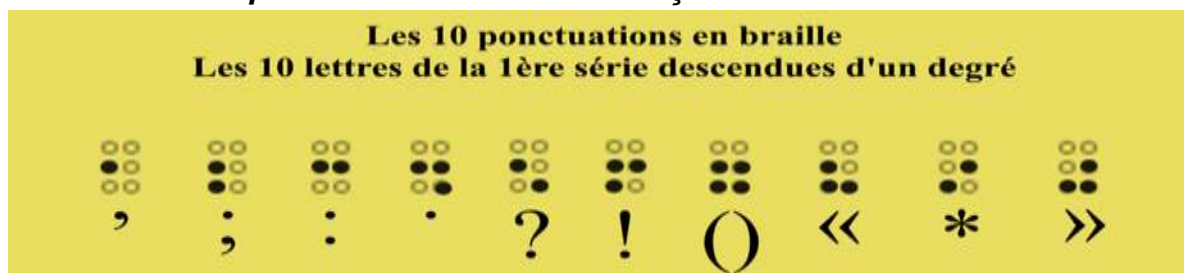 Les 10 ponctuations en braille
Les 10 lettres de la 1ère série descendues d'un degré
⠂ ⠆ ⠒ ⠲ ⠢ ⠖ ⠶ ⠦ ⠔ ⠴
, ; : . ? ! () « * »